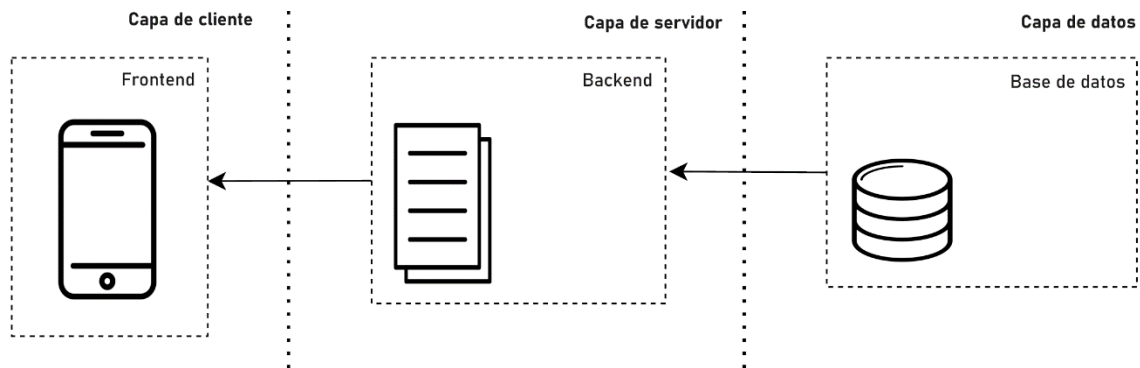 Capa de cliente
Capa de servidor
Capa de datos
Frontend
Backend
Base de datos